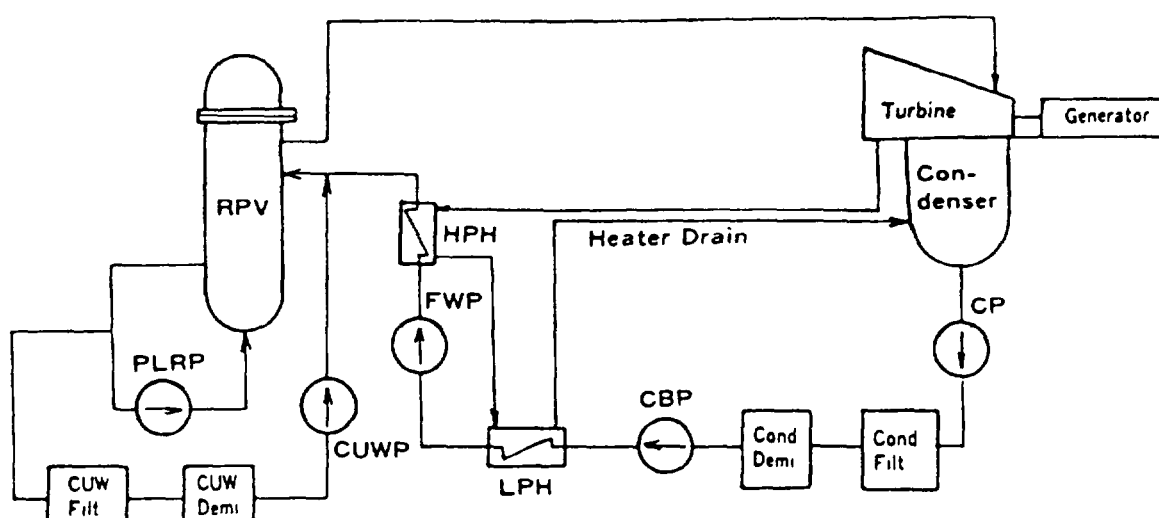 Turbine
Generator
RPV
Con-
denser
HPH
Heater Drain
FWP
CP
PLRP
CBP
CUWP
Cond
Demi
Cond
Filt
LPH
CUW
Filt
CUW
Demi